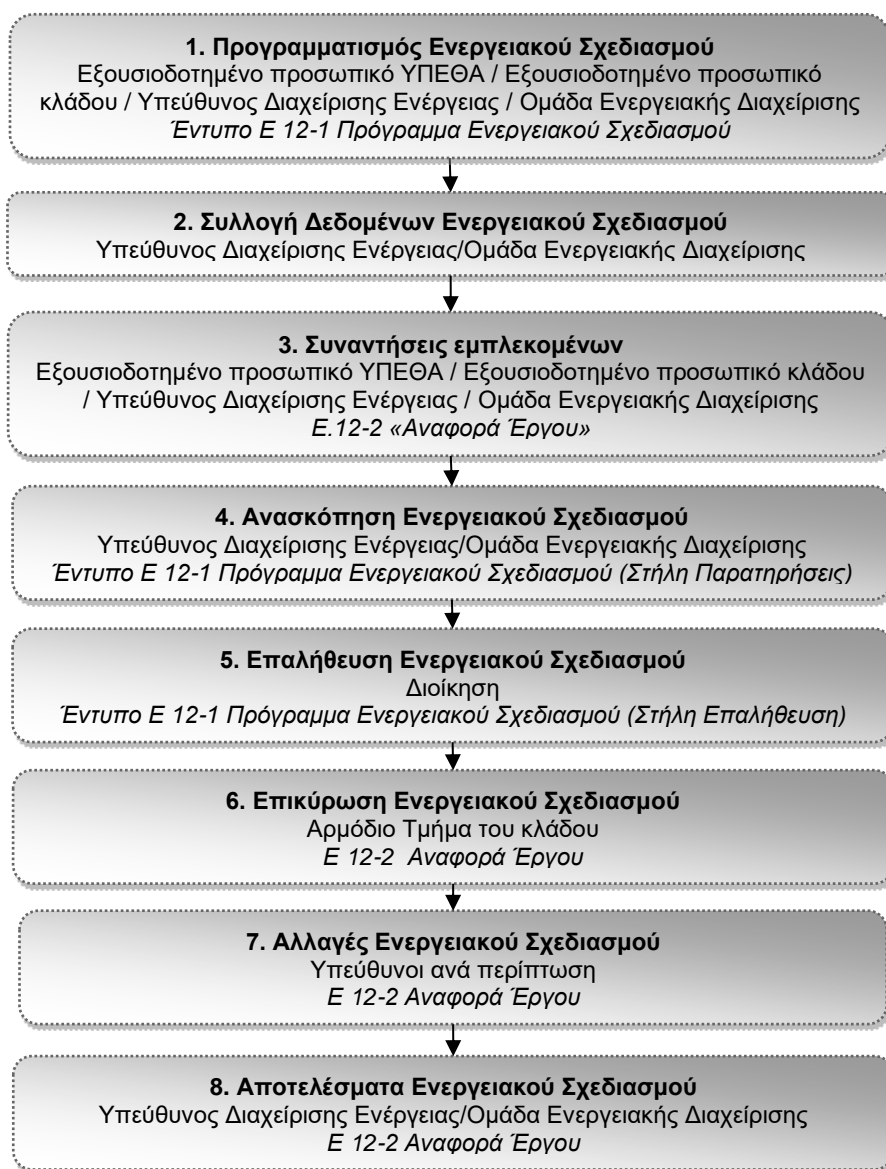 1. Προγραμματισμός Ενεργειακού Σχεδιασμού
Εξουσιοδοτημένο προσωπικό ΥΠΕΘΑ / Εξουσιοδοτημένο προσωπικό
κλάδου / Υπεύθυνος Διαχείρισης Ενέργειας / Ομάδα Ενεργειακής Διαχείρισης
Έντυπο Ε 12-1 Πρόγραμμα Ενεργειακού Σχεδιασμού
2. Συλλογή Δεδομένων Ενεργειακού Σχεδιασμού
Υπεύθυνος Διαχείρισης Ενέργειας/Ομάδα Ενεργειακής Διαχείρισης
3. Συναντήσεις εμπλεκομένων
Εξουσιοδοτημένο προσωπικό ΥΠΕΘΑ / Εξουσιοδοτημένο προσωπικό κλάδου
/ Υπεύθυνος Διαχείρισης Ενέργειας / Ομάδα Ενεργειακής Διαχείρισης
Ε.12-2 «Αναφορά Έργου»
4. Ανασκόπηση Ενεργειακού Σχεδιασμού
Υπεύθυνος Διαχείρισης Ενέργειας/Ομάδα Ενεργειακής Διαχείρισης
Έντυπο Ε 12-1 Πρόγραμμα Ενεργειακού Σχεδιασμού (Στήλη Παρατηρήσεις)
5. Επαλήθευση Ενεργειακού Σχεδιασμού
Διοίκηση
Έντυπο Ε 12-1 Πρόγραμμα Ενεργειακού Σχεδιασμού (Στήλη Επαλήθευση)
6. Επικύρωση Ενεργειακού Σχεδιασμού
Αρμόδιο Τμήμα του κλάδου
Ε 12-2 Αναφορά Έργου
7. Αλλαγές Ενεργειακού Σχεδιασμού
Υπεύθυνοι ανά περίπτωση
Ε 12-2 Αναφορά Έργου
8. Αποτελέσματα Ενεργειακού Σχεδιασμού
Υπεύθυνος Διαχείρισης Ενέργειας/Ομάδα Ενεργειακής Διαχείρισης
Ε 12-2 Αναφορά Έργου